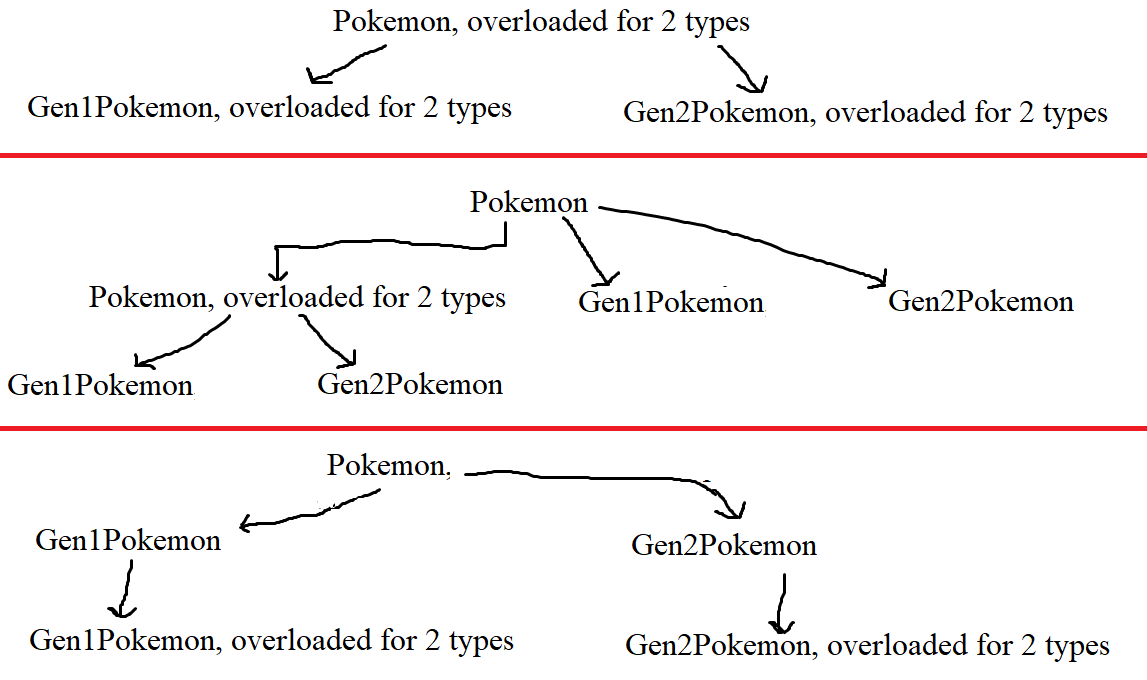 Pokemon, overloaded for 2 types
Gen1Pokemon, overloaded for 2 types
Gen2Pokemon, overloaded for 2 types
Pokemon
Pokemon, overloaded for 2 types
Gen1Pokemon
Gen2Pokemon
Gen1Pokemon
Gen2Pokemon
Pokemon,
Gen1Pokemon
Gen2Pokemon
Gen1Pokemon, overloaded for 2 types
Gen2Pokemon, overloaded for 2 types